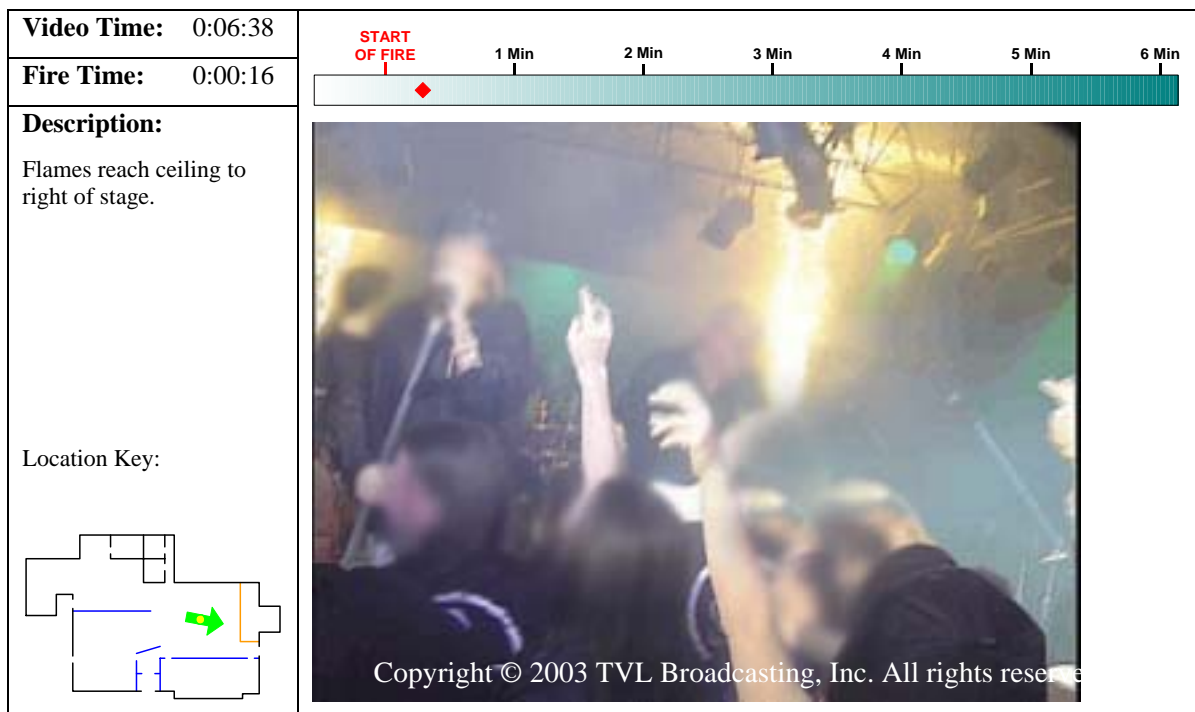 Video Time: 0:06:38
Fire Time: 0:00:16
Description:
Flames reach ceiling to
right of stage.
Location Key:
START
OF FIRE
1 Min 2 Min 3 Min 4 Min 5 Min 6 Min
Copyright © 2003 TVL Broadcasting, Inc. All rights reserve